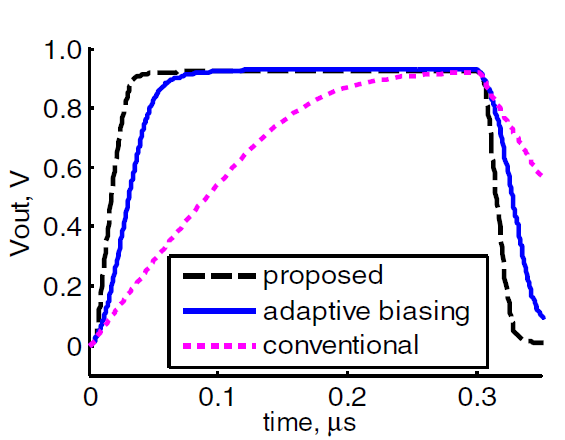 1.0
0.8
0.6
0.4
0.2
0
Vout, V
proposed
adaptive biasing
conventional
0 0.1 0.2 0.3
time, μs